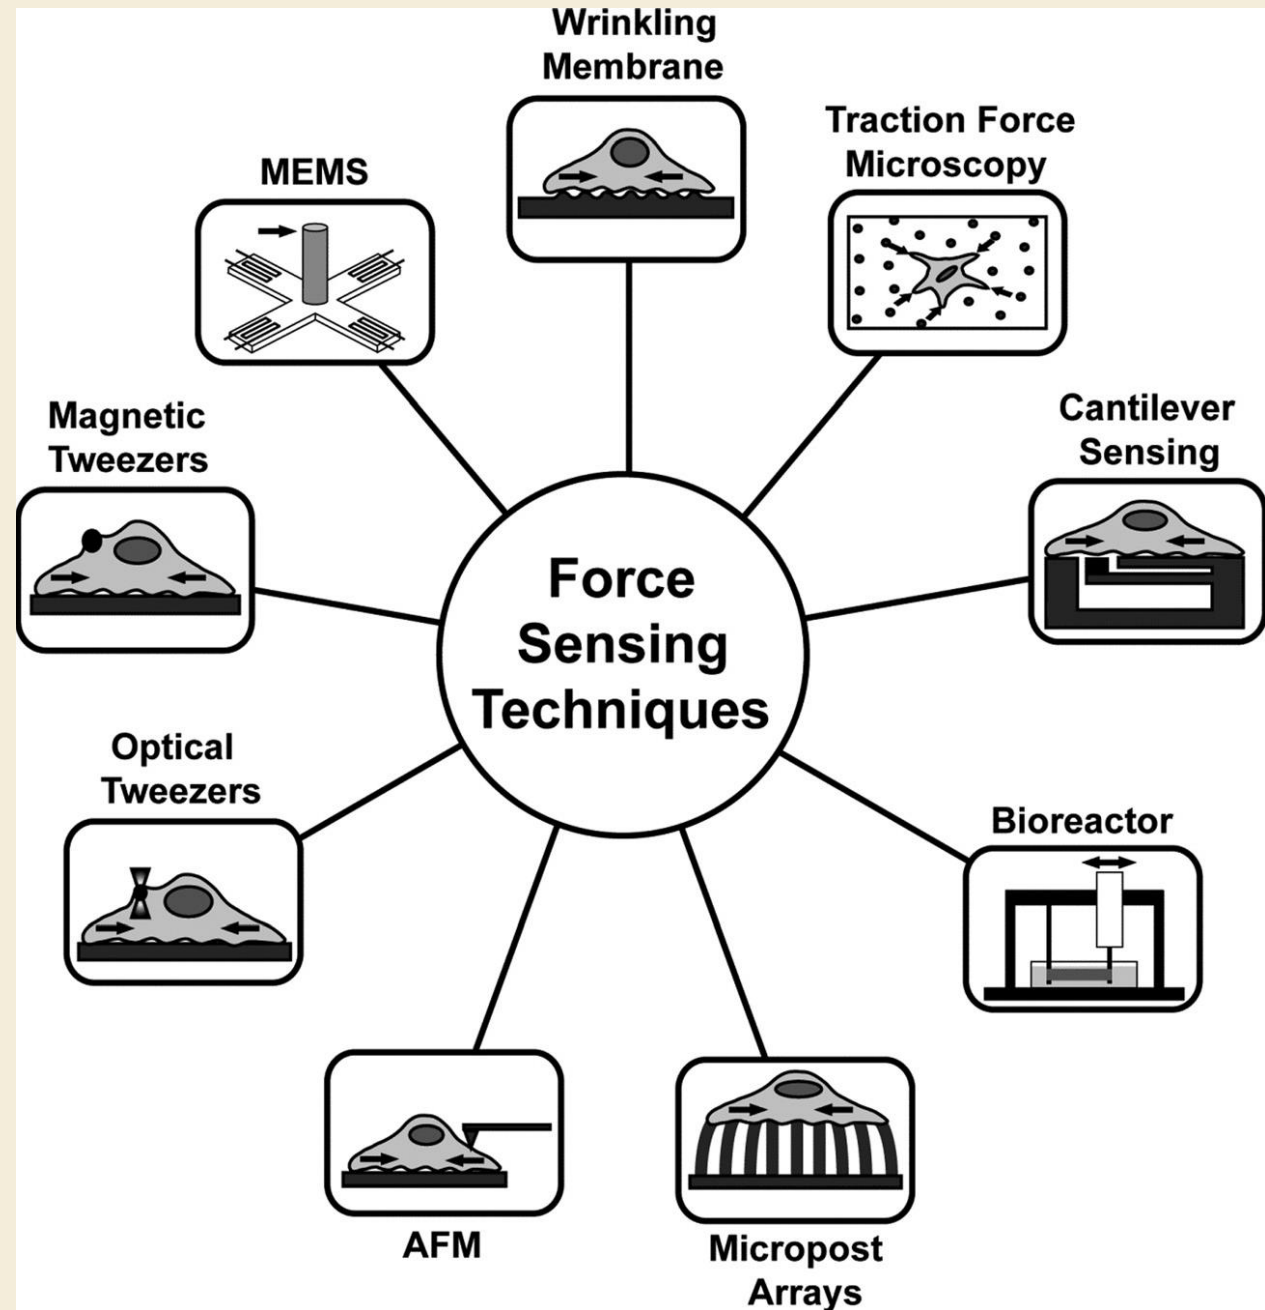 Wrinkling
Membrane
Traction Force
Microscopy
MEMS
Cantilever
Sensing
Magnetic
Tweezers
Force
Sensing
Techniques
Optical
Tweezers
Bioreactor
AFM
Micropost
Arrays